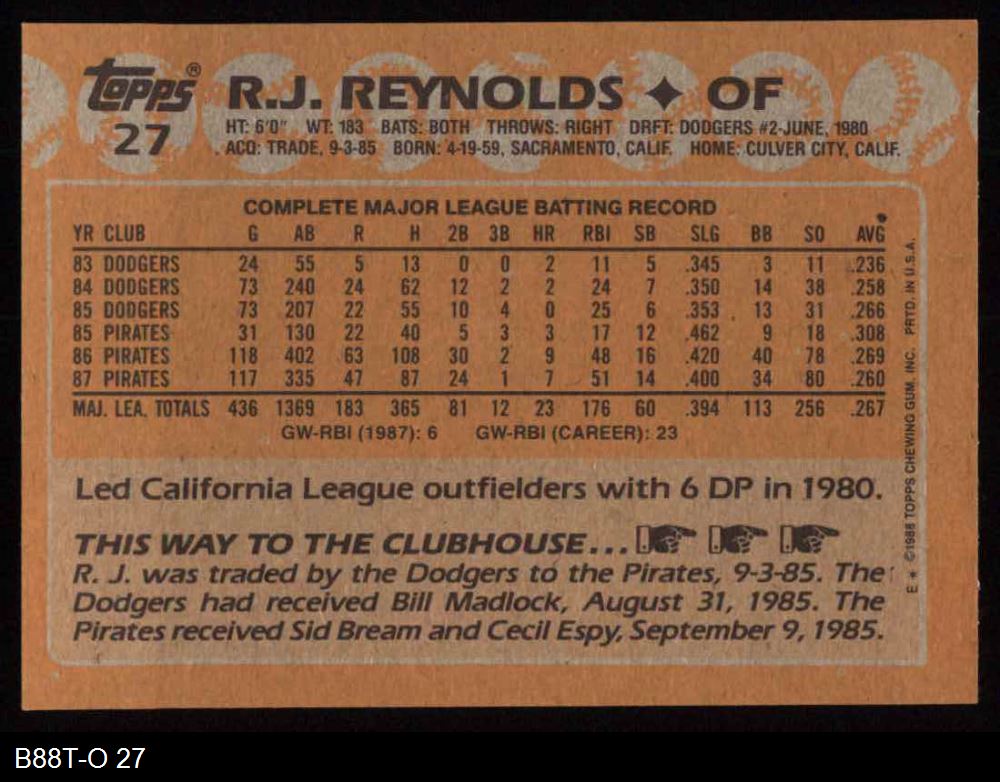 Topps®
27
R.J. REYNOLDS ✦ OF
HT: 6'0" WT: 183 BATS: BOTH THROWS: RIGHT DRFT: DODGERS #2-JUNE, 1980
ACQ: TRADE, 9-3-85 BORN: 4-19-59, SACRAMENTO, CALIF. HOME: CULVER CITY, CALIF.
COMPLETE MAJOR LEAGUE BATTING RECORD
YR CLUB G AB R H 2B 3B HR RBI SB SLG BB SO AVG
83 DODGERS 24 55 5 13 0 0 2 11 5 .345 3 11 .236
84 DODGERS 73 240 24 62 12 2 2 24 7 .350 14 38 .258
85 DODGERS 73 207 22 55 10 4 0 25 6 .353 13 31 .266
85 PIRATES 31 130 22 40 5 3 3 17 12 .462 9 18 .308
86 PIRATES 118 402 63 108 30 2 9 48 16 .420 40 78 .269
87 PIRATES 117 335 47 87 24 1 7 51 14 .400 34 80 .260
MAJ. LEA. TOTALS 436 1369 183 365 81 12 23 176 60 .394 113 256 .267
GW-RBI (1987): 6 GW-RBI (CAREER): 23
Led California League outfielders with 6 DP in 1980.
THIS WAY TO THE CLUBHOUSE...
R. J. was traded by the Dodgers to the Pirates, 9-3-85. The
Dodgers had received Bill Madlock, August 31, 1985. The
Pirates received Sid Bream and Cecil Espy, September 9, 1985.
E* ©1988 TOPPS CHEWING GUM, INC. PRTD. IN U.S.A.
B88T-O 27